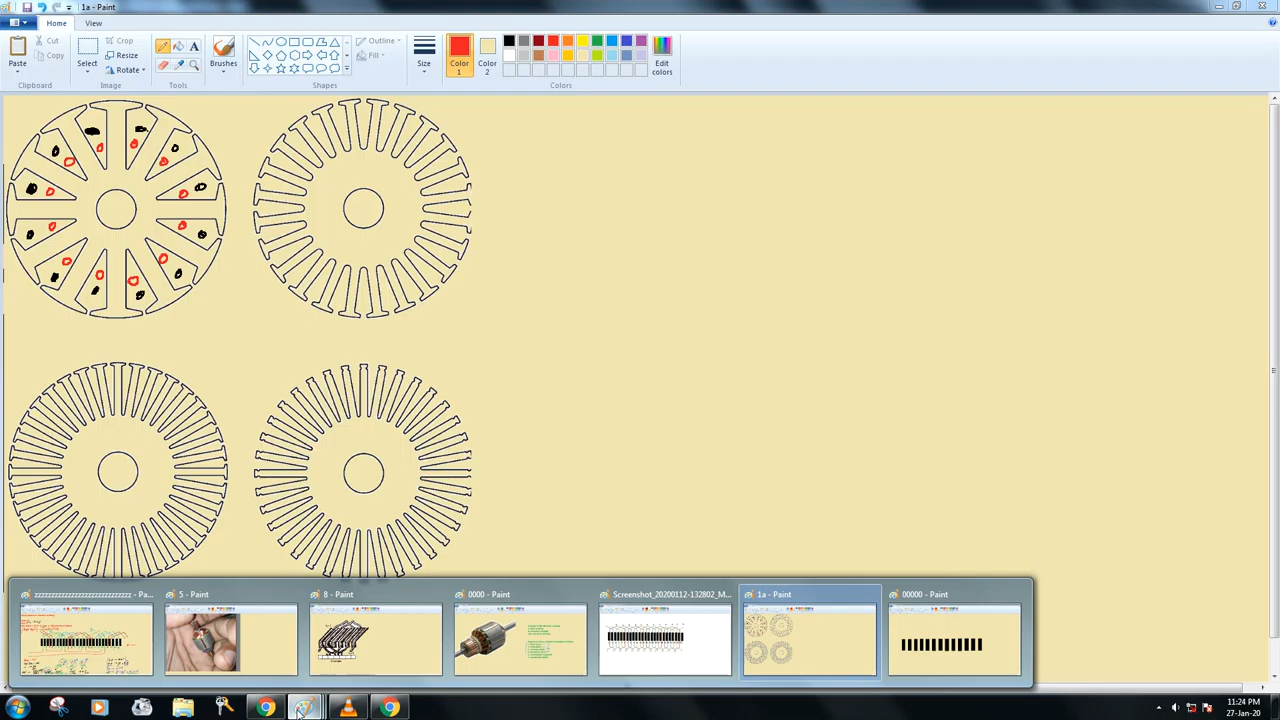 1a - Paint
Home
View
Paste
Cut
Copy
Clipboard
Select
Crop
Resize
Rotate
Image
A
Tools
Brushes
Outline
Fill
Shapes
Size
Color
1
Color
2
Edit
colors
Colors
zzzzzzzzzzzzzzzzzzzzzzzzzzzzz - Pa...
5 - Paint
8 - Paint
0000 - Paint
Screenshot_20200112-132802_M...
1a - Paint
00000 - Paint
11:24 PM
27-Jan-20